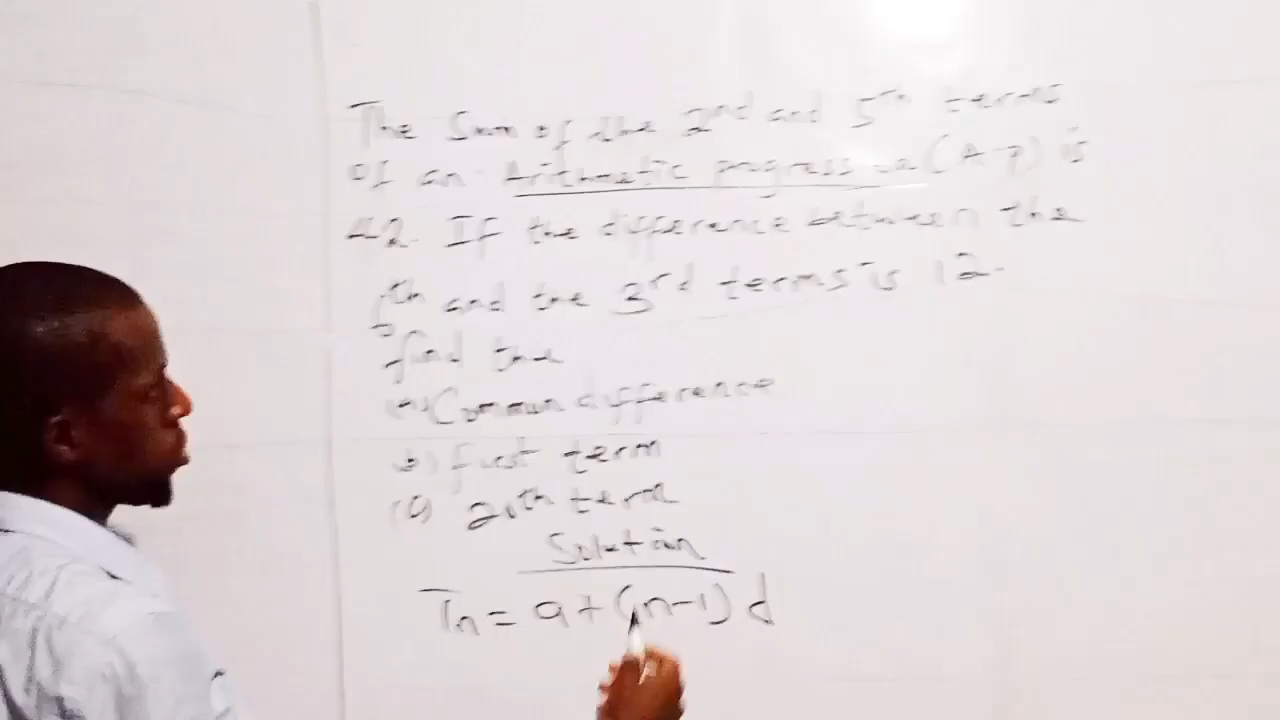 The Sum of the 2nd and 5th terms
Of an Arithmetic progression (A P) is
42. If the difference between the
th and the 3rd terms is 12.
find the
(a) Common difference
(b) first term
(c) 20th term
Solution
Tn = a + (n-1) d